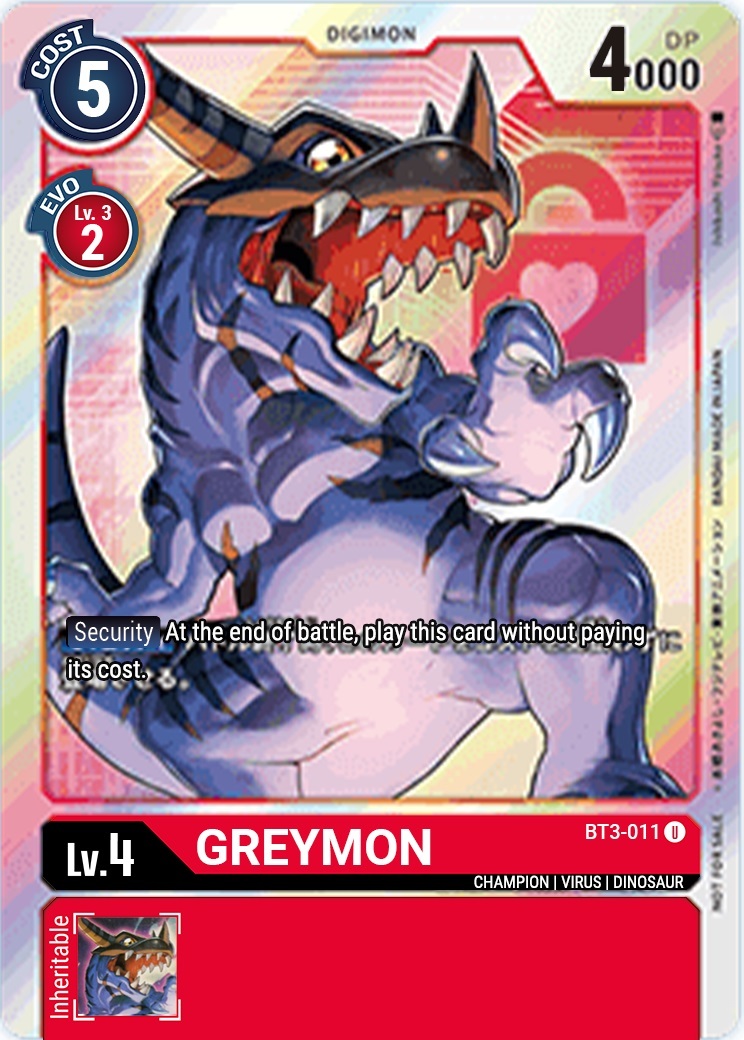 DIGIMON
COST
5
DP
4000
EVO
Lv. 3
2
Security At the end of battle, play this card without paying
its cost.
BANDAI MADE IN JAPAN
NOT FOR SALE
Lv.4
GREYMON
BT3-011 U
CHAMPION | VIRUS | DINOSAUR
Inheritable